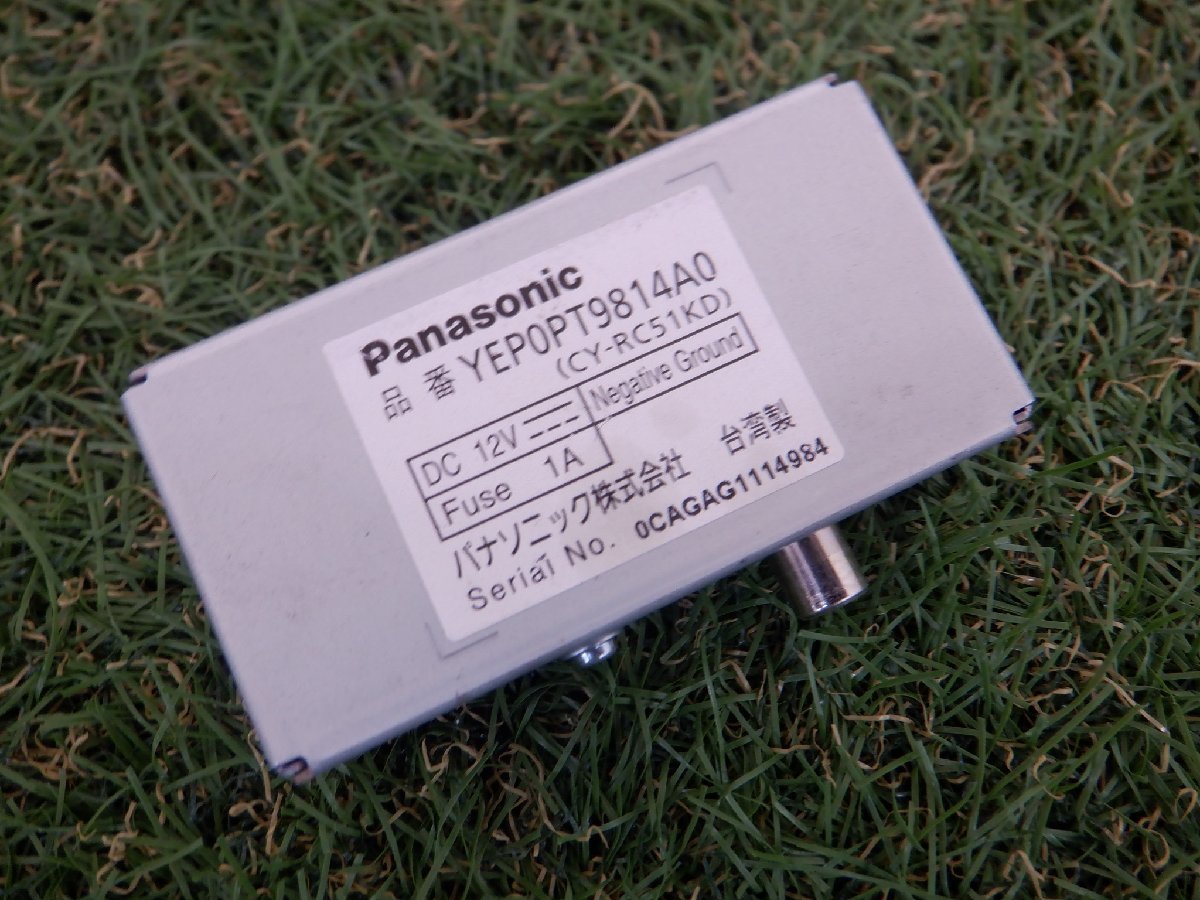 Panasonic
品番 YEP0PT9814A0
(CY-RC51KD)
DC 12V Negative Ground
Fuse 1A
パナソニック株式会社 台湾製
Serial No. 0CAGAG1114984